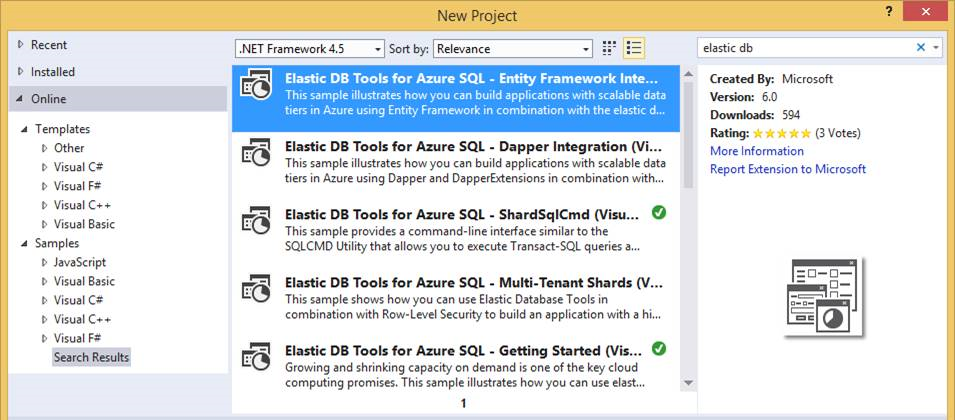 New Project
?
x
Recent
Installed
Online
Templates
Other
Visual C#
Visual F#
Visual C++
Visual Basic
Samples
JavaScript
Visual Basic
Visual C#
Visual C++
Visual F#
Search Results
.NET Framework 4.5
Sort by:
Relevance
Elastic DB Tools for Azure SQL - Entity Framework Inte...
This sample illustrates how you can build applications with scalable data
tiers in Azure using Entity Framework in combination with the elastic d...
Elastic DB Tools for Azure SQL - Dapper Integration (Vi...
This sample illustrates how you can build applications with scalable data
tiers in Azure using Dapper and DapperExtensions in combination with...
Elastic DB Tools for Azure SQL - ShardSqlCmd (Visu...
This sample provides a command-line interface similar to the
SQLCMD Utility that allows you to execute Transact-SQL queries a...
Elastic DB Tools for Azure SQL - Multi-Tenant Shards (V...
This sample shows how you can use Elastic Database Tools in
combination with Row-Level Security to build an application with a hi...
Elastic DB Tools for Azure SQL - Getting Started (Vis...
Growing and shrinking capacity on demand is one of the key cloud
computing promises. This sample illustrates how you can use elast...
1
elastic db
Created By: Microsoft
Version: 6.0
Downloads: 594
Rating: (3 Votes)
More Information
Report Extension to Microsoft